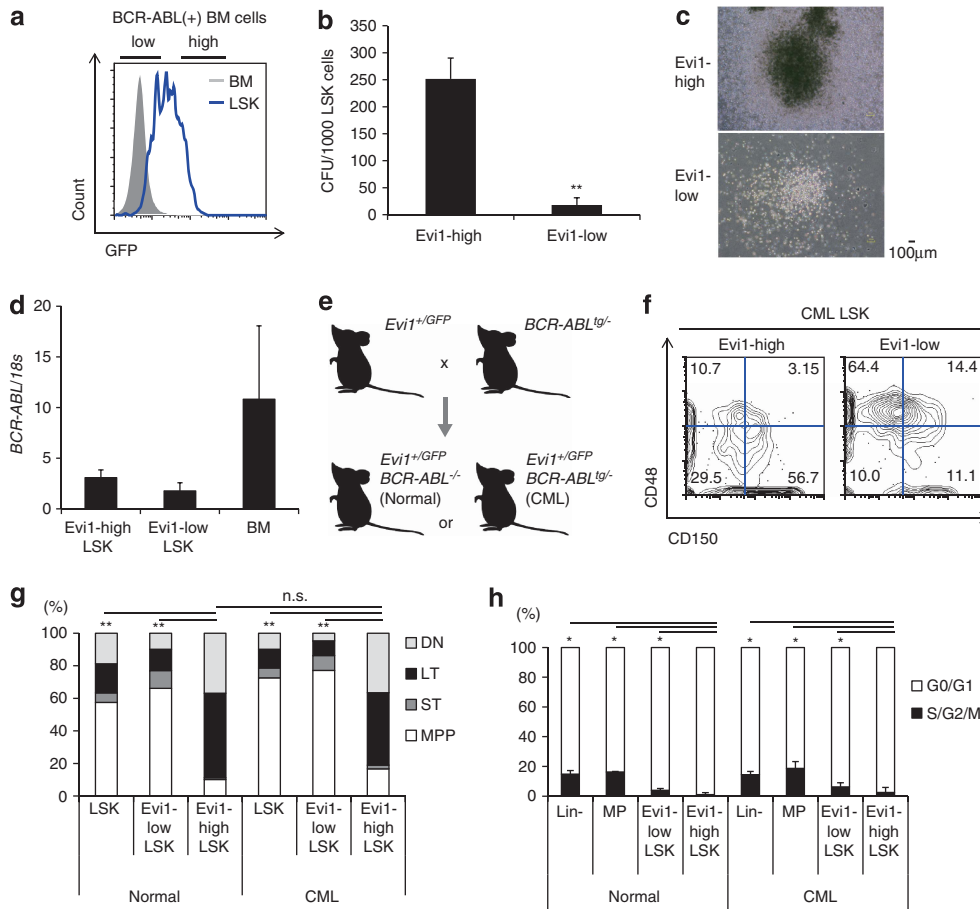 a
BCR-ABL(+) BM cells
low high
BM
LSK
Count
GFP
b
CFU/1000 LSK cells
400
350
300
250
200
150
100
50
0
**
Evi1-high Evi1-low
c
Evi1-
high
Evi1-
low
100μm
d
BCR-ABL/18s
20
15
10
5
0
Evi1-high
LSK
Evi1-low
LSK
BM
e
Evi1+/GFP BCR-ABLtg/-
x
Evi1+/GFP
BCR-ABL-/-
(Normal)
or
Evi1+/GFP
BCR-ABLtg/-
(CML)
f
CML LSK
Evi1-high Evi1-low
10.7 3.15
29.5 56.7
64.4 14.4
10.0 11.1
CD48
CD150
g
(%)
n.s.
** ** ** **
100
80
60
40
20
0
DN
LT
ST
MPP
LSK
Evi1-
low
LSK
Evi1-
high LSK
LSK
Evi1-
low
LSK
Evi1-
high LSK
Normal CML
h
(%)
* * * * * *
100
80
60
40
20
0
G0/G1
S/G2/M
Lin-
MP
Evi1-
low
LSK
Evi1-
high
LSK
Lin-
MP
Evi1-
low
LSK
Evi1-
high
LSK
Normal CML